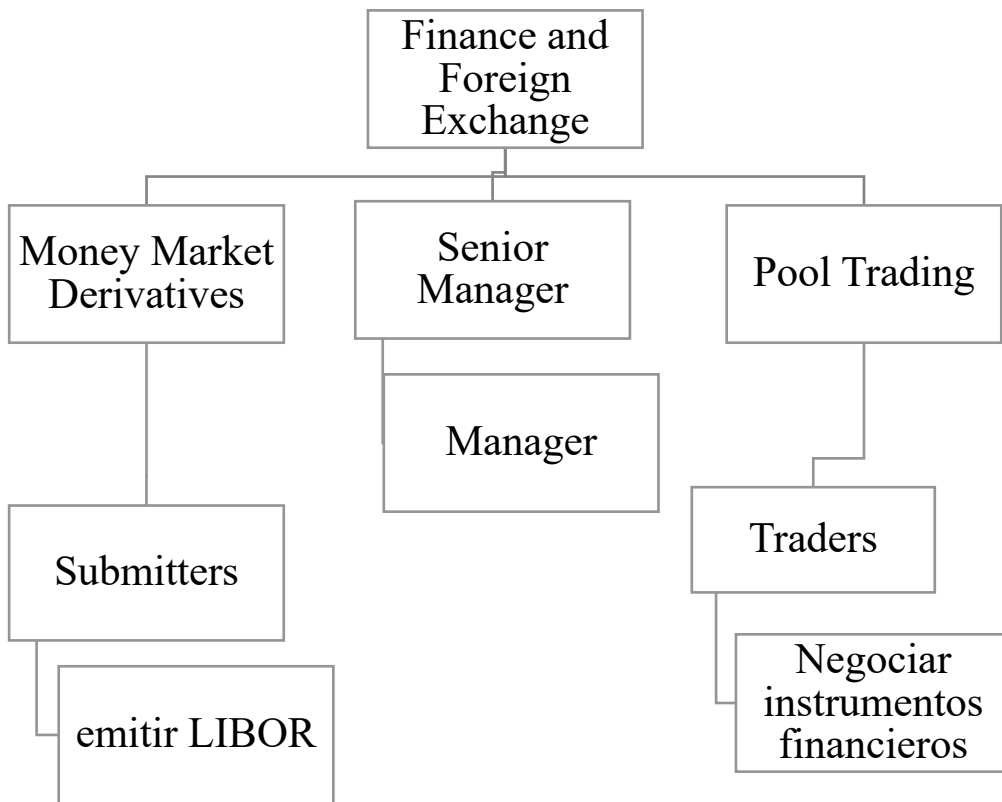 Finance and
Foreign
Exchange
Money Market
Derivatives
Senior
Manager
Pool Trading
Manager
Submitters
Traders
emitir LIBOR
Negociar
instrumentos
financieros